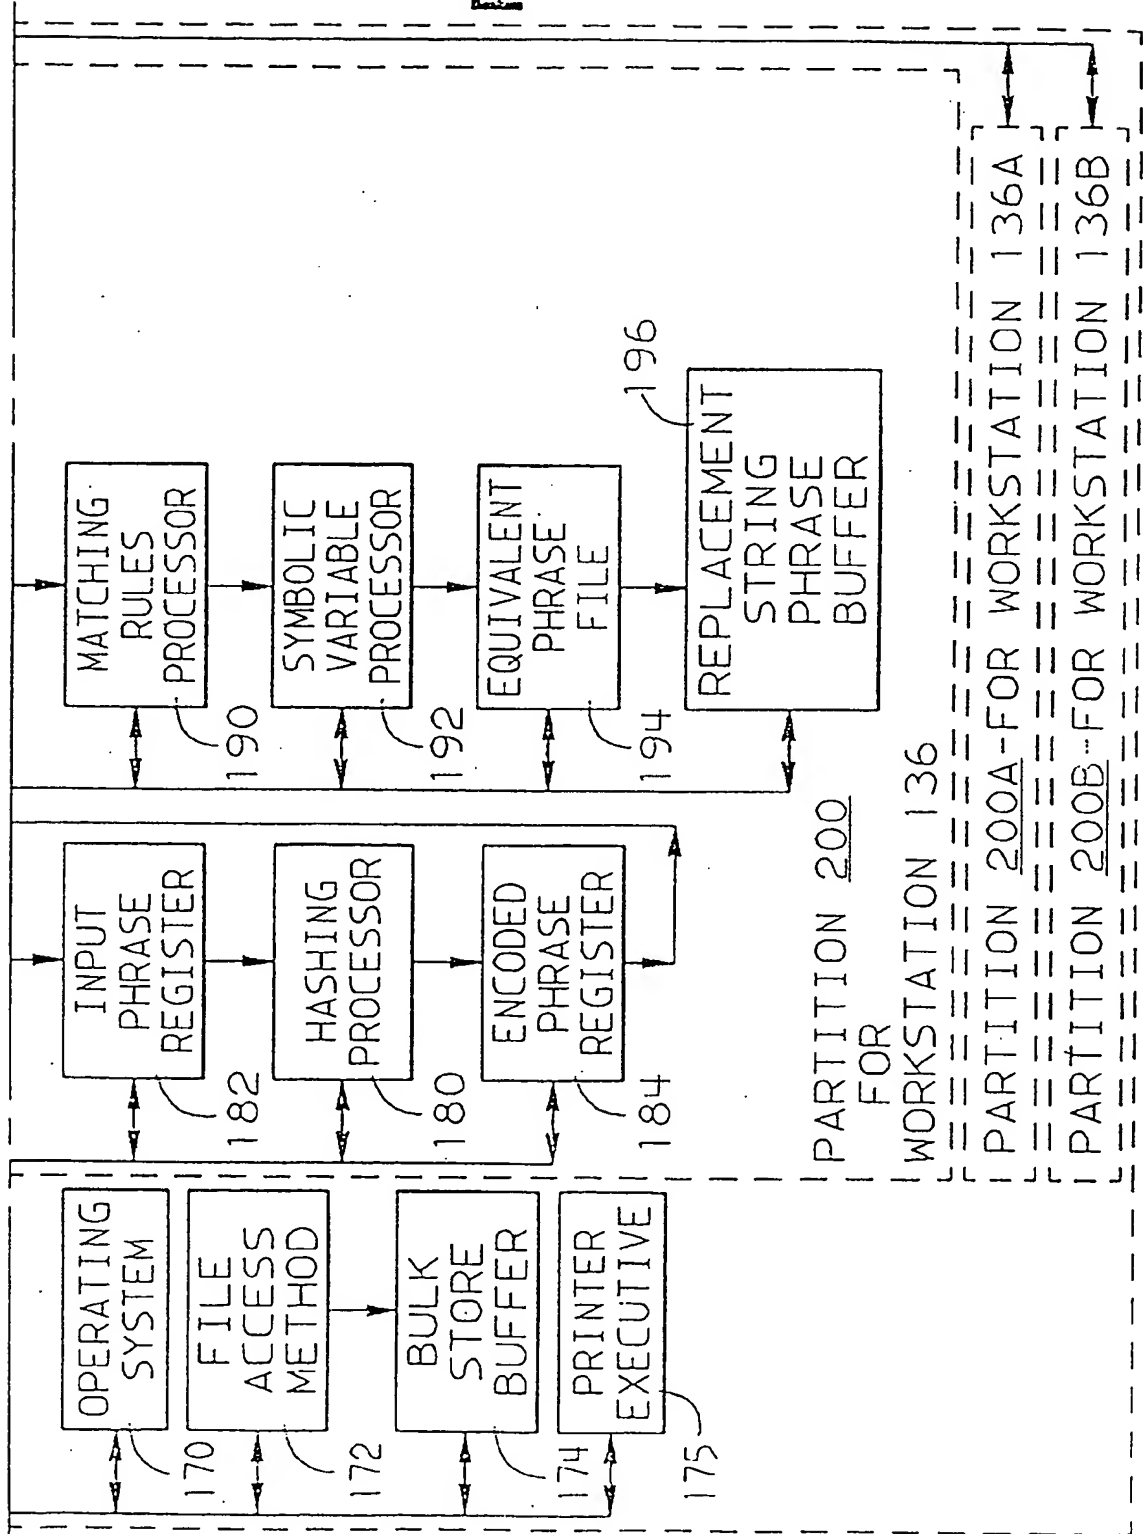 OPERATING
SYSTEM
170
FILE
ACCESS
METHOD
172
BULK
STORE
BUFFER
174
PRINTER
EXECUTIVE
175
INPUT
PHRASE
REGISTER
182
HASHING
PROCESSOR
180
ENCODED
PHRASE
REGISTER
184
MATCHING
RULES
PROCESSOR
190
SYMBOLIC
VARIABLE
PROCESSOR
192
EQUIVALENT
PHRASE
FILE
194
REPLACEMENT
STRING
PHRASE
BUFFER
196
PARTITION 200
FOR
WORKSTATION 136
PARTITION 200A-FOR WORKSTATION 136A
PARTITION 200B-FOR WORKSTATION 136B